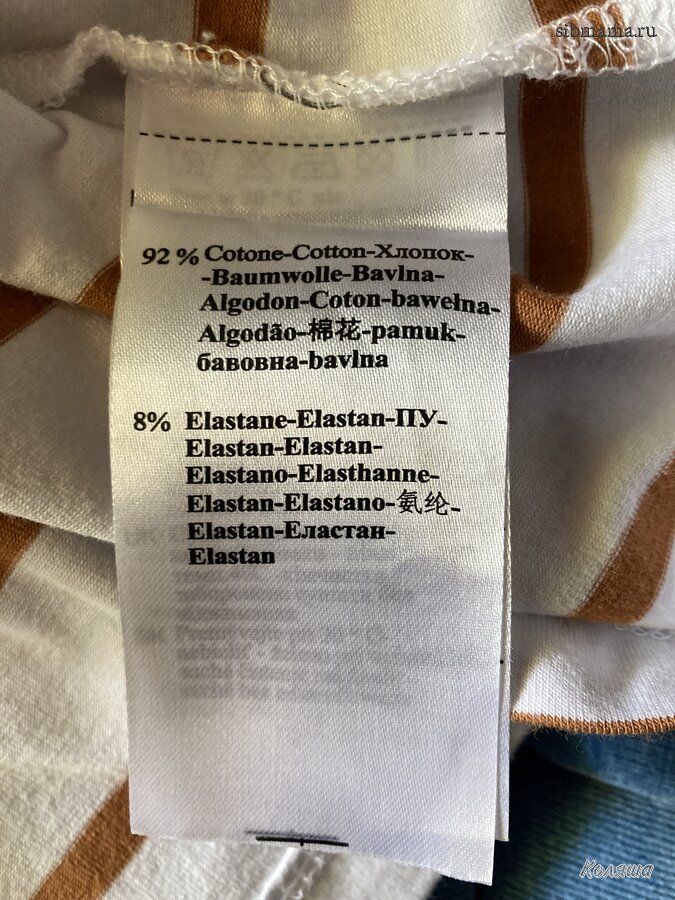 sibmama.ru
92 % Cotone-Cotton-Хлопок-
-Baumwolle-Bavlna-
Algodon-Coton-bawełna-
Algodão-棉花-pamuk-
бавовна-bavlna
8% Elastane-Elastan-ПУ-
Elastan-Elastan-
Elastano-Elasthanne-
Elastan-Elastano-氨纶-
Elastan-Еластан-
Elastan
Коляша